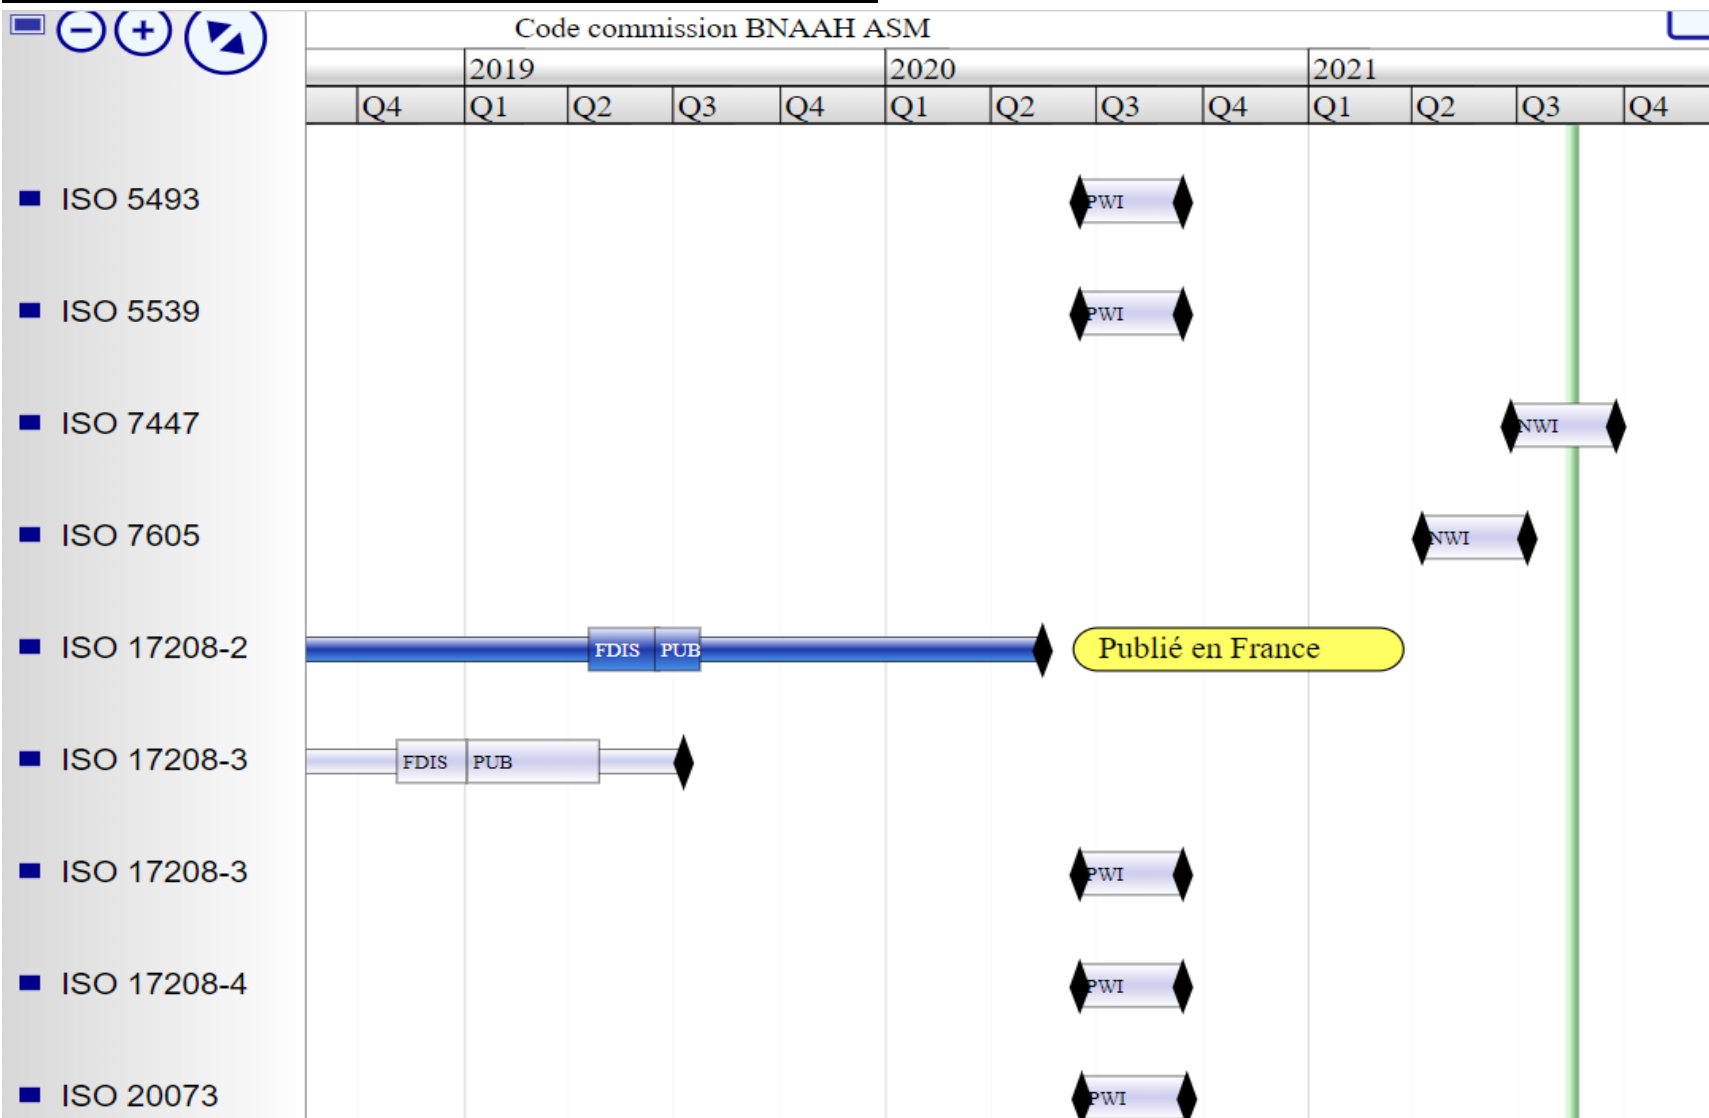 Code commission BNAAH ASM
2019 2020 2021
Q4 Q1 Q2 Q3 Q4 Q1 Q2 Q3 Q4 Q1 Q2 Q3 Q4
ISO 5493 PWI
ISO 5539 PWI
ISO 7447 NWI
ISO 7605 NWI
ISO 17208-2 FDIS PUB Publié en France
ISO 17208-3 FDIS PUB
ISO 17208-3 PWI
ISO 17208-4 PWI
ISO 20073 PWI